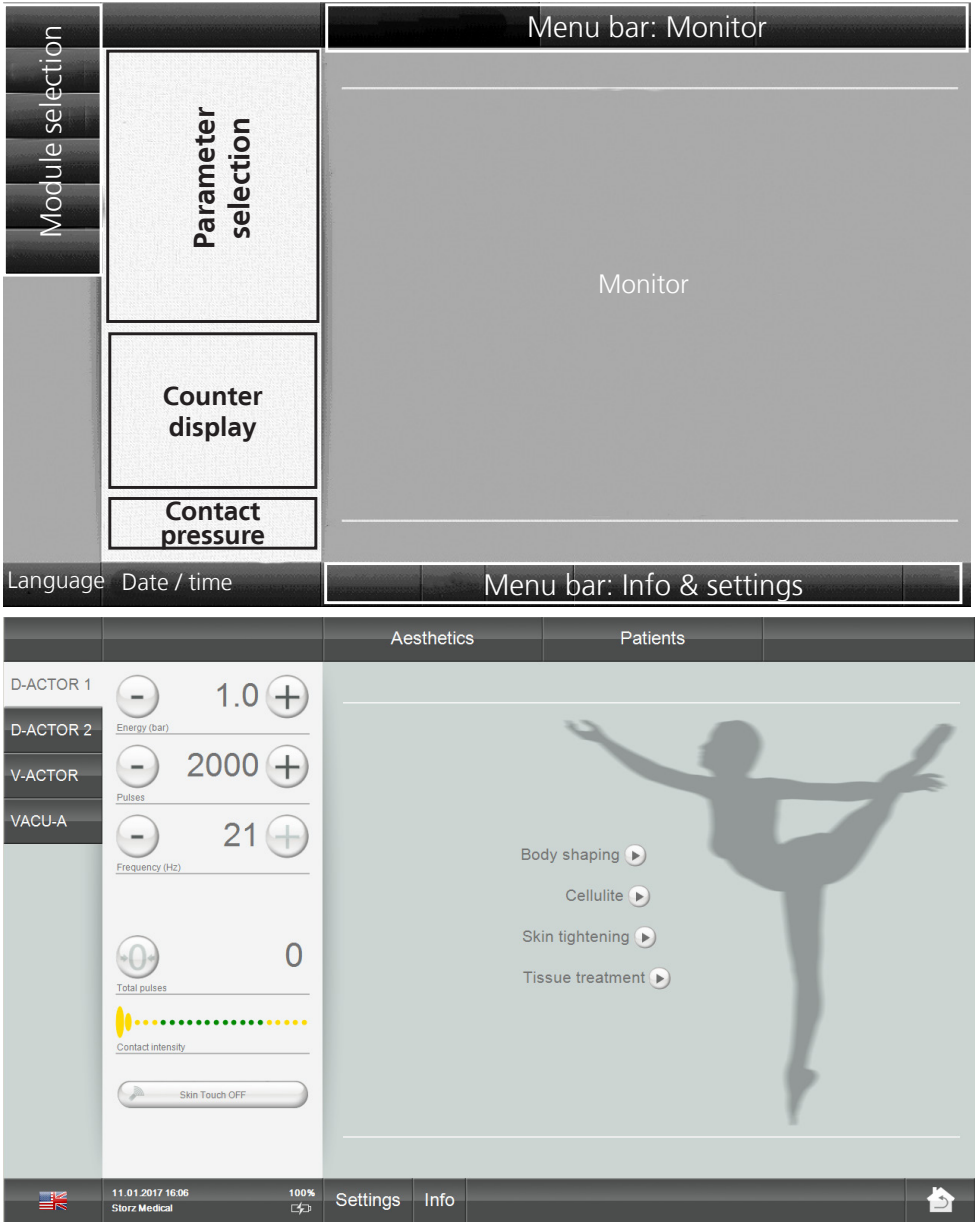 Menu bar: Monitor
Module selection
Parameter
selection
Monitor
Counter
display
Contact
pressure
Language
Date / time
Menu bar: Info & settings
Aesthetics
Patients
D-ACTOR 1
D-ACTOR 2
V-ACTOR
VACU-A
- 1.0 +
Energy (bar)
- 2000 +
Pulses
- 21 +
Frequency (Hz)
0 0
Total pulses
Contact intensity
Skin Touch OFF
Body shaping
Cellulite
Skin tightening
Tissue treatment
11.01.2017 16:06
Storz Medical
100%
Settings
Info